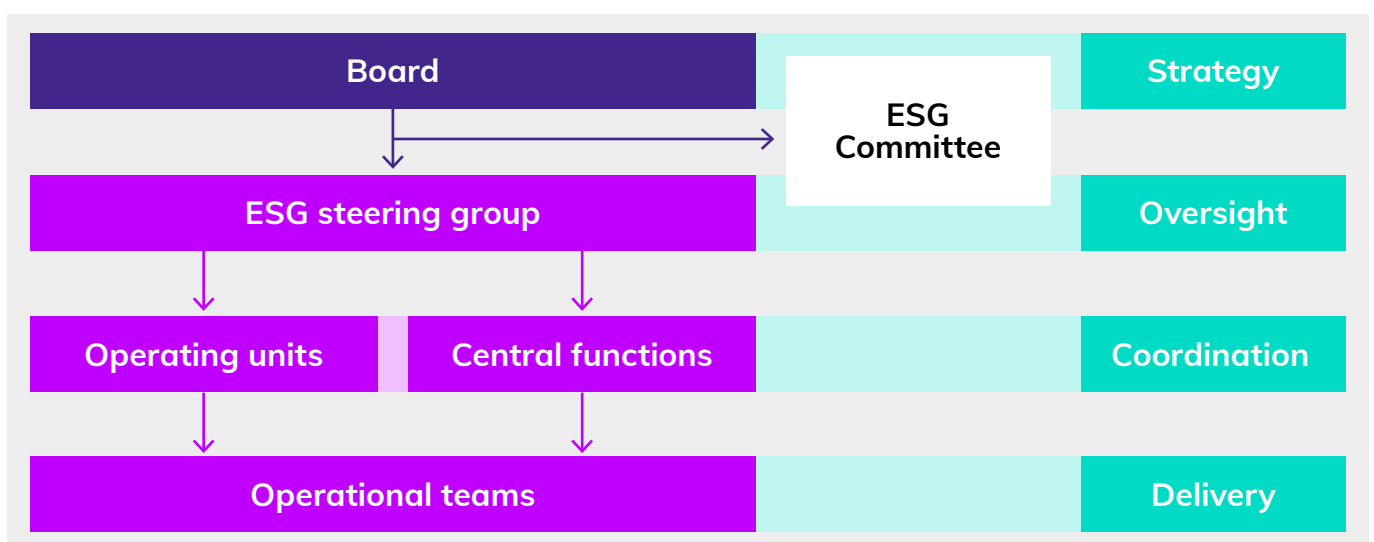 Board
ESG
Committee
Strategy
ESG steering group
Oversight
Operating units
Central functions
Coordination
Operational teams
Delivery